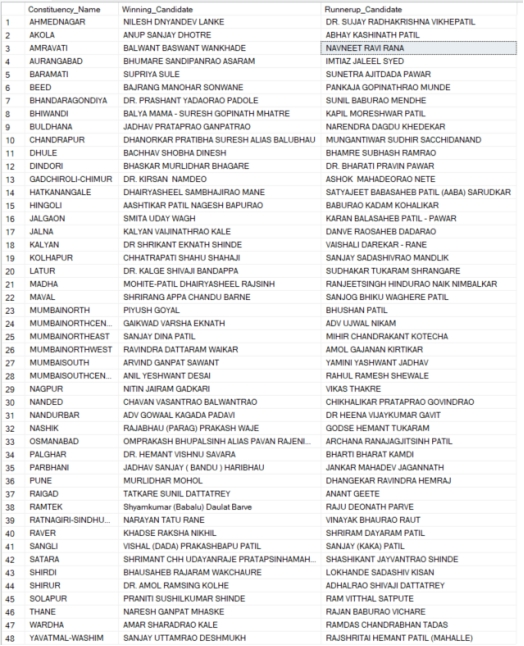 Constituency_Name Winning_Candidate Runnerup_Candidate
1 AHMEDNAGAR NILESH DNYANDEV LANKE DR. SUJAY RADHAKRISHNA VIKHEPATIL
2 AKOLA ANUP SANJAY DHOTRE ABHAY KASHINATH PATIL
3 AMRAVATI BALWANT BASWANT WANKHADE NAVNEET RAVI RANA
4 AURANGABAD BHUMARE SANDIPANRAO ASARAM IMTIAZ JALEEL SYED
5 BARAMATI SUPRIYA SULE SUNETRA AJITDADA PAWAR
6 BEED BAJRANG MANOHAR SONWANE PANKAJA GOPINATHRAO MUNDE
7 BHANDARAGONDIYA DR. PRASHANT YADAORAO PADOLE SUNIL BABURAO MENDHE
8 BHIWANDI BALYA MAMA - SURESH GOPINATH MHATRE KAPIL MORESHWAR PATIL
9 BULDHANA JADHAV PRATAPRAO GANPATRAO NARENDRA DAGDU KHEDEKAR
10 CHANDRAPUR DHANORKAR PRATIBHA SURESH ALIAS BALUBHAU MUNGANTIWAR SUDHIR SACCHIDANAND
11 DHULE BACHHAV SHOBHA DINESH BHAMRE SUBHASH RAMRAO
12 DINDORI BHASKAR MURLIDHAR BHAGARE DR. BHARATI PRAVIN PAWAR
13 GADCHIROLI-CHIMUR DR. KIRSAN NAMDEO ASHOK MAHADEORAO NETE
14 HATKANANGALE DHAIRYASHEEL SAMBHAJIRAO MANE SATYAJEET BABASAHEB PATIL (AABA) SARUDKAR
15 HINGOLI AASHTIKAR PATIL NAGESH BAPURAO BABURAO KADAM KOHALIKAR
16 JALGAON SMITA UDAY WAGH KARAN BALASAHEB PATIL - PAWAR
17 JALNA KALYAN VAIJINATHRAO KALE DANVE RAOSAHEB DADARAO
18 KALYAN DR SHRIKANT EKNATH SHINDE VAISHALI DAREKAR - RANE
19 KOLHAPUR CHHATRAPATI SHAHU SHAHAJI SANJAY SADASHIVRAO MANDLIK
20 LATUR DR. KALGE SHIVAJI BANDAPPA SUDHAKAR TUKARAM SHRANGARE
21 MADHA MOHITE-PATIL DHAIRYASHEEL RAJSINH RANJEETSINGH HINDURAO NAIK NIMBALKAR
22 MAVAL SHRIRANG APPA CHANDU BARNE SANJOG BHIKU WAGHERE PATIL
23 MUMBAINORTH PIYUSH GOYAL BHUSHAN PATIL
24 MUMBAINORTHCEN... GAIKWAD VARSHA EKNATH ADV UJWAL NIKAM
25 MUMBAINORTHEAST SANJAY DINA PATIL MIHIR CHANDRAKANT KOTECHA
26 MUMBAINORTHWEST RAVINDRA DATTARAM WAIKAR AMOL GAJANAN KIRTIKAR
27 MUMBAISOUTH ARVIND GANPAT SAWANT YAMINI YASHWANT JADHAV
28 MUMBAISOUTHCEN... ANIL YESHWANT DESAI RAHUL RAMESH SHEWALE
29 NAGPUR NITIN JAIRAM GADKARI VIKAS THAKRE
30 NANDED CHAVAN VASANTRAO BALWANTRAO CHIKHALIKAR PRATAPRAO GOVINDRAO
31 NANDURBAR ADV GOWAAL KAGADA PADAVI DR HEENA VIJAYKUMAR GAVIT
32 NASHIK RAJABHAU (PARAG) PRAKASH WAJE GODSE HEMANT TUKARAM
33 OSMANABAD OMPRAKASH BHUPALSINH ALIAS PAVAN RAJENI... ARCHANA RANAJAGJITSINH PATIL
34 PALGHAR DR. HEMANT VISHNU SAVARA BHARTI BHARAT KAMDI
35 PARBHANI JADHAV SANJAY ( BANDU ) HARIBHAU JANKAR MAHADEV JAGANNATH
36 PUNE MURLIDHAR MOHOL DHANGEKAR RAVINDRA HEMRAJ
37 RAIGAD TATKARE SUNIL DATTATREY ANANT GEETE
38 RAMTEK Shyamkumar (Babalu) Daulat Barve RAJU DEONATH PARVE
39 RATNAGIRI-SINDHU... NARAYAN TATU RANE VINAYAK BHAURAO RAUT
40 RAVER KHADSE RAKSHA NIKHIL SHRIRAM DAYARAM PATIL
41 SANGLI VISHAL (DADA) PRAKASHBAPU PATIL SANJAY (KAKA) PATIL
42 SATARA SHRIMANT CHH UDAYANRAJE PRATAPSINHAMAH... SHASHIKANT JAYVANTRAO SHINDE
43 SHIRDI BHAUSAHEB RAJARAM WAKCHAURE LOKHANDE SADASHIV KISAN
44 SHIRUR DR. AMOL RAMSING KOLHE ADHALRAO SHIVAJI DATTATREY
45 SOLAPUR PRANITI SUSHILKUMAR SHINDE RAM VITTHAL SATPUTE
46 THANE NARESH GANPAT MHASKE RAJAN BABURAO VICHARE
47 WARDHA AMAR SHARADRAO KALE RAMDAS CHANDRABHAN TADAS
48 YAVATMAL-WASHIM SANJAY UTTAMRAO DESHMUKH RAJSHRITAI HEMANT PATIL (MAHALLE)